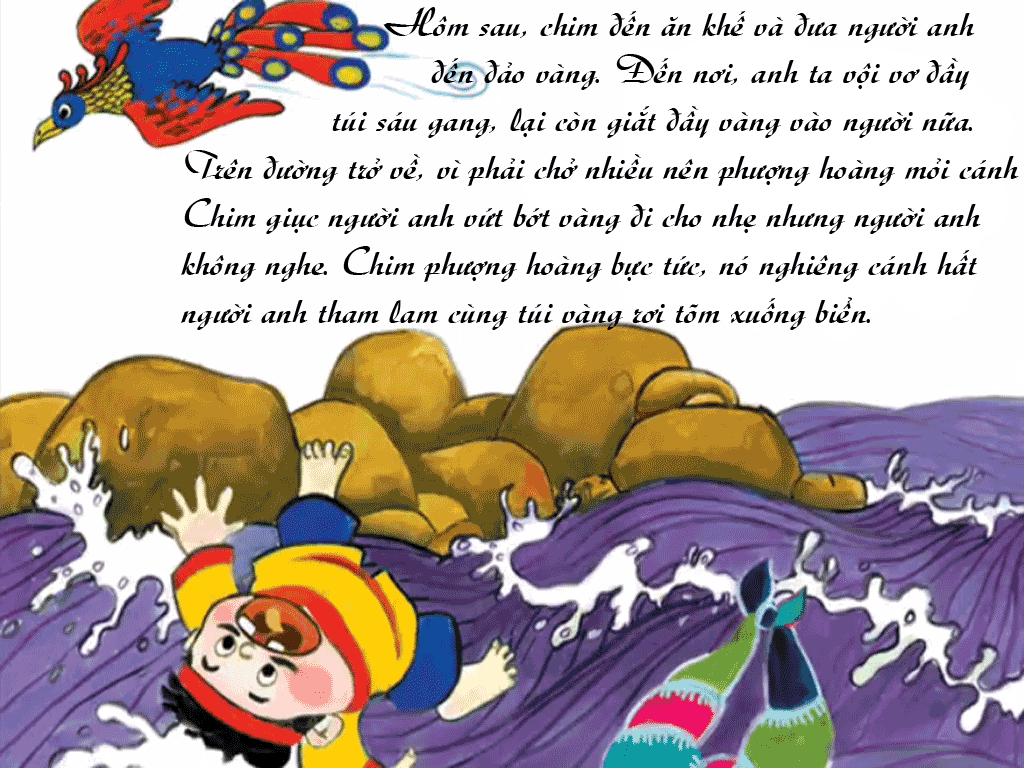 Hôm sau, chim đến ăn khế và đưa người anh
đến đảo vàng. Đến nơi, anh ta vội vơ đầy
túi sáu gang, lại còn giắt đầy vàng vào người nữa.
Trên đường trở về, vì phải chở nhiều nên phượng hoàng mỏi cánh
Chim giục người anh vứt bớt vàng đi cho nhẹ nhưng người anh
không nghe. Chim phượng hoàng bực tức, nó nghiêng cánh hất
người anh tham lam cùng túi vàng rơi tõm xuống biển.